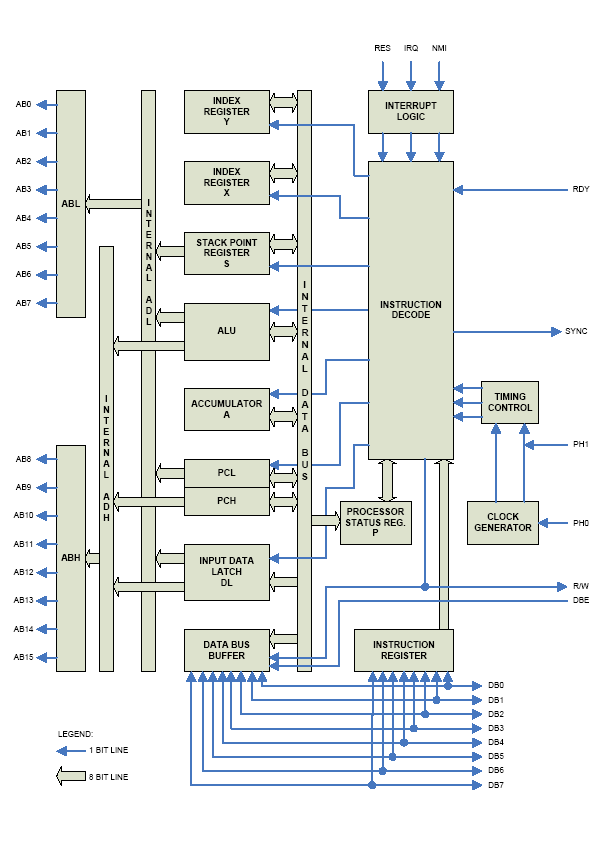 RES IRQ NMI
INTERRUPT
LOGIC
AB0
AB1
AB2
AB3
AB4
AB5
AB6
AB7
ABL
INTERNAL ADL
INDEX
REGISTER
Y
INDEX
REGISTER
X
STACK POINT
REGISTER
S
ALU
ACCUMULATOR
A
PCL
PCH
INPUT DATA
LATCH
DL
DATA BUS
BUFFER
INTERNAL DATA BUS
INSTRUCTION
DECODE
RDY
SYNC
TIMING
CONTROL
PH1
CLOCK
GENERATOR
PH0
PROCESSOR
STATUS REG.
P
R/W
DBE
INSTRUCTION
REGISTER
INTERNAL ADH
AB8
AB9
AB10
AB11
AB12
AB13
AB14
AB15
ABH
DB0
DB1
DB2
DB3
DB4
DB5
DB6
DB7
LEGEND:
1 BIT LINE
8 BIT LINE